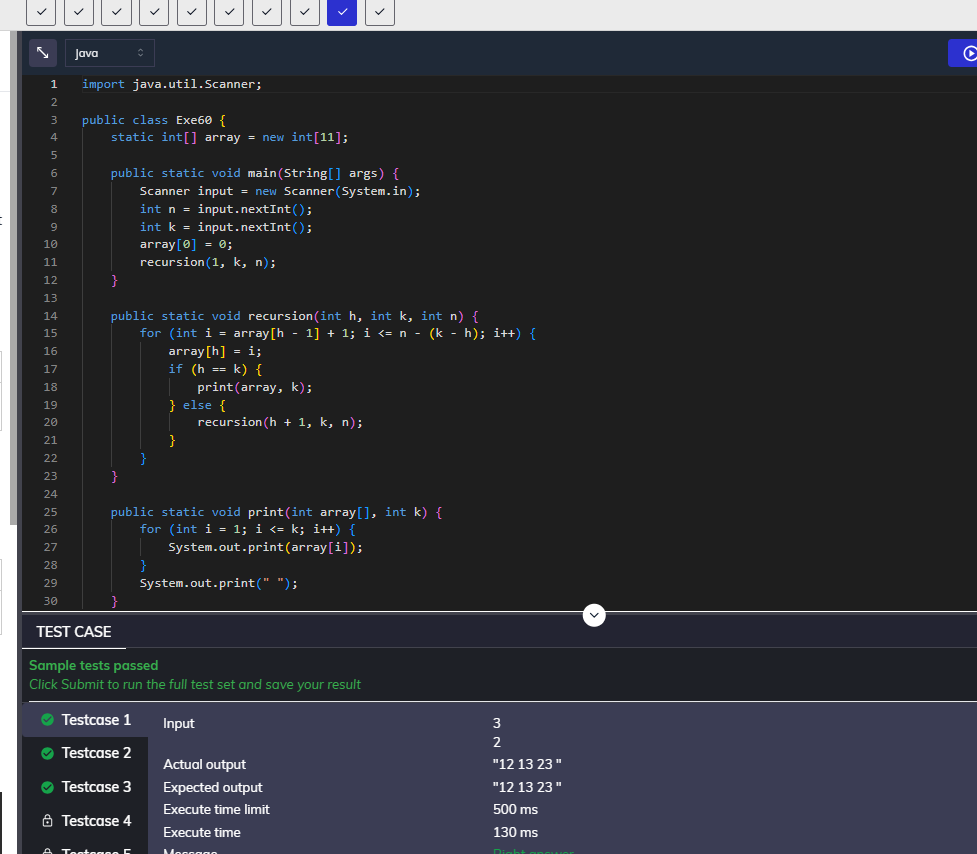 Java
1 import java.util.Scanner;
2
3 public class Exe60 {
4 static int[] array = new int[11];
5
6 public static void main(String[] args) {
7 Scanner input = new Scanner(System.in);
8 int n = input.nextInt();
9 int k = input.nextInt();
10 array[0] = 0;
11 recursion(1, k, n);
12 }
13
14 public static void recursion(int h, int k, int n) {
15 for (int i = array[h - 1] + 1; i <= n - (k - h); i++) {
16 array[h] = i;
17 if (h == k) {
18 print(array, k);
19 } else {
20 recursion(h + 1, k, n);
21 }
22 }
23 }
24
25 public static void print(int array[], int k) {
26 for (int i = 1; i <= k; i++) {
27 System.out.print(array[i]);
28 }
29 System.out.print(" ");
30 }
TEST CASE
Sample tests passed
Click Submit to run the full test set and save your result
Testcase 1
Testcase 2
Testcase 3
Testcase 4
Testcase 5
Input 3
2
Actual output "12 13 23 "
Expected output "12 13 23 "
Execute time limit 500 ms
Execute time 130 ms
Message Right answer